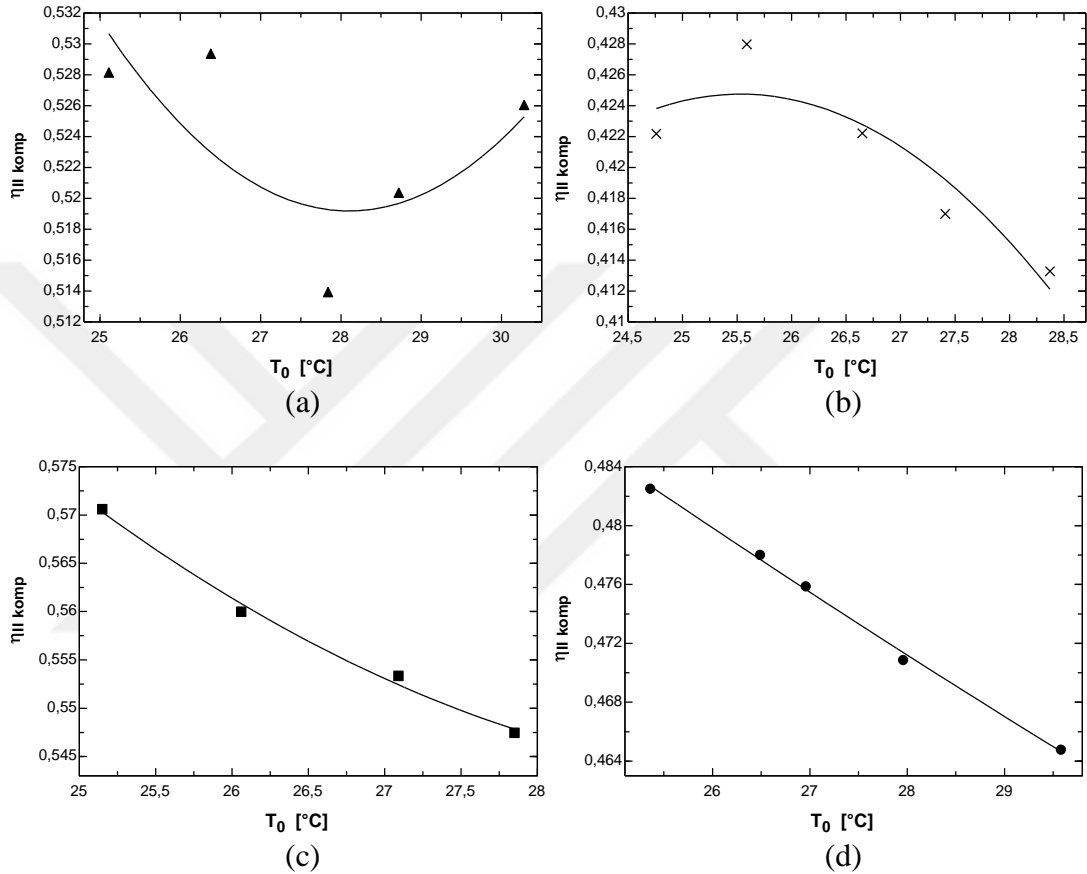 0,532
0,53
0,528
0,526
0,524
0,522
0,52
0,518
0,516
0,514
0,512
ηII komp
25 26 27 28 29 30
T0 [°C]
(a)
0,43
0,428
0,426
0,424
0,422
0,42
0,418
0,416
0,414
0,412
0,41
ηII komp
24,5 25 25,5 26 26,5 27 27,5 28 28,5
T0 [°C]
(b)
0,575
0,57
0,565
0,56
0,555
0,55
0,545
ηII komp
25 25,5 26 26,5 27 27,5 28
T0 [°C]
(c)
0,484
0,48
0,476
0,472
0,468
0,464
ηII komp
26 27 28 29
T0 [°C]
(d)